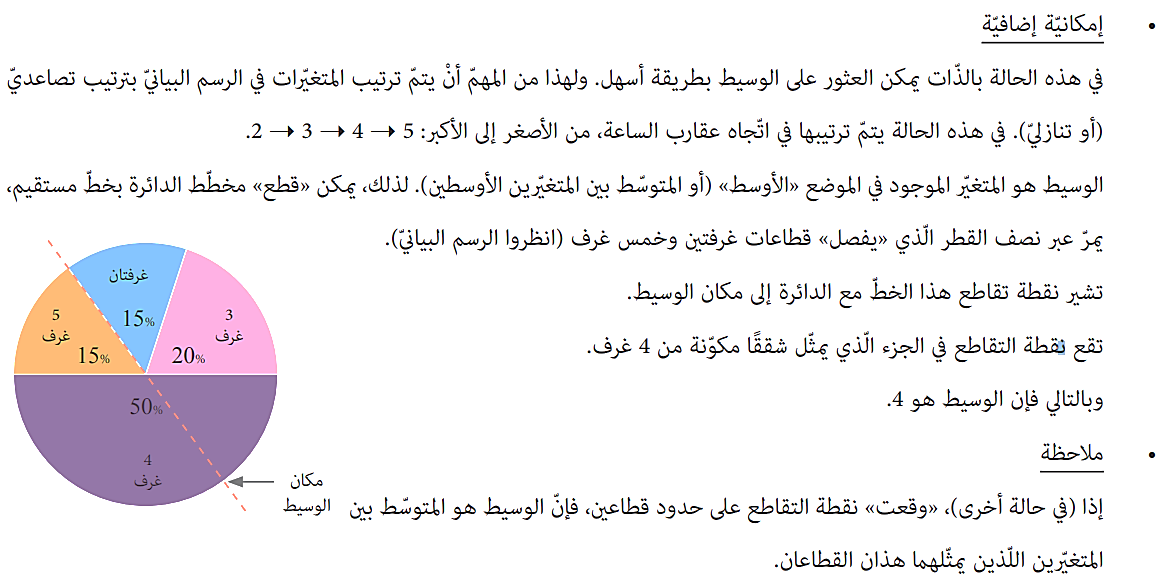 • إمكانيّة إضافيّة
في هذه الحالة بالذّات يمكن العثور على الوسيط بطريقة أسهل. ولهذا من المهمّ أنْ يتمّ ترتيب المتغيّرات في الرسم البيانيّ بترتيب تصاعديّ
(أو تنازليّ). في هذه الحالة يتمّ ترتيبها في اتّجاه عقارب الساعة، من الأصغر إلى الأكبر: 5 ← 4 ← 3 ← 2.
الوسيط هو المتغيّر الموجود في الموضع «الأوسط» (أو المتوسّط بين المتغيّرين الأوسطين). لذلك، يمكن «قطع» مخطّط الدائرة بخطّ مستقيم،
يمرّ عبر نصف القطر الّذي «يفصل» قطاعات غرفتين وخمس غرف (انظروا الرسم البيانيّ).
تشير نقطة تقاطع هذا الخطّ مع الدائرة إلى مكان الوسيط.
تقع نقطة التقاطع في الجزء الّذي يمثّل شققًا مكوّنة من 4 غرف.
وبالتالي فإن الوسيط هو 4.
غرفتان
15%
3
غرف
20%
5
غرف
15%
50%
4
غرف
مكان
الوسيط
• ملاحظة
إذا (في حالة أخرى)، «وقعت» نقطة التقاطع على حدود قطاعين، فإنّ الوسيط هو المتوسّط بين
المتغيّرين اللّذين يمثّلهما هذان القطاعان.